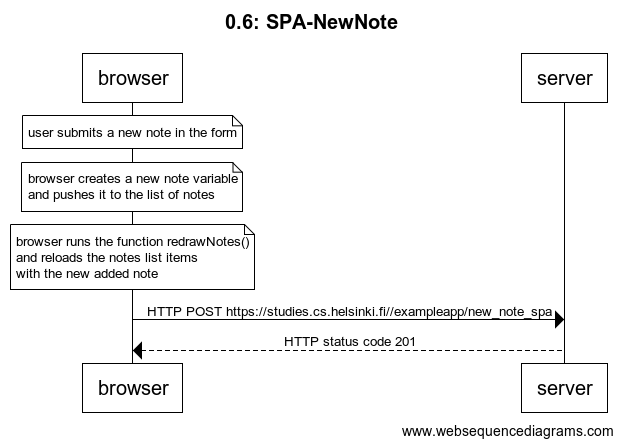 0.6: SPA-NewNote
browser
server
user submits a new note in the form
browser creates a new note variable
and pushes it to the list of notes
browser runs the function redrawNotes()
and reloads the notes list items
with the new added note
HTTP POST https://studies.cs.helsinki.fi//exampleapp/new_note_spa
HTTP status code 201
browser
server
www.websequencediagrams.com